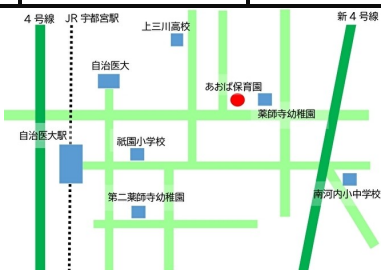 4号線
JR 宇都宮駅
新4号線
上三川高校
自治医大
あおば保育園
薬師寺幼稚園
自治医大駅
祇園小学校
第二薬師寺幼稚園
南河内小中学校